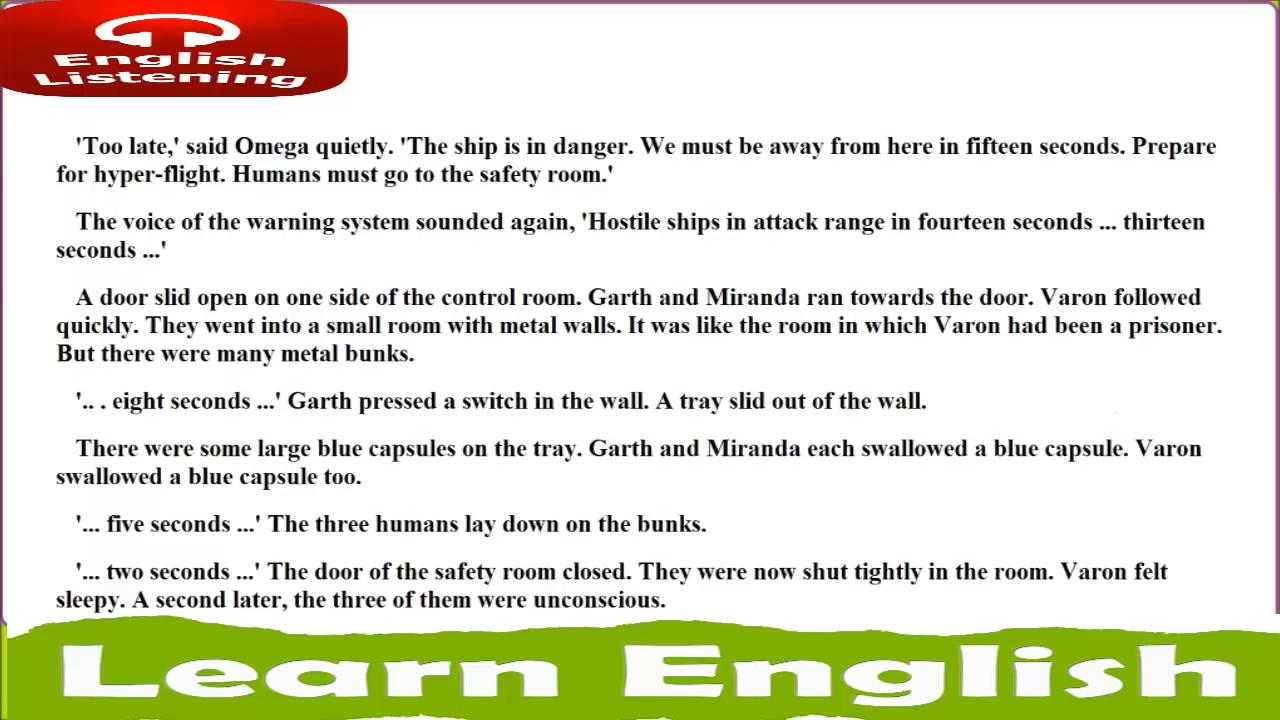 English
Listening
'Too late,' said Omega quietly. 'The ship is in danger. We must be away from here in fifteen seconds. Prepare
for hyper-flight. Humans must go to the safety room.'
The voice of the warning system sounded again, 'Hostile ships in attack range in fourteen seconds ... thirteen
seconds ...'
A door slid open on one side of the control room. Garth and Miranda ran towards the door. Varon followed
quickly. They went into a small room with metal walls. It was like the room in which Varon had been a prisoner.
But there were many metal bunks.
'.. . eight seconds ...' Garth pressed a switch in the wall. A tray slid out of the wall.
There were some large blue capsules on the tray. Garth and Miranda each swallowed a blue capsule. Varon
swallowed a blue capsule too.
'... five seconds ...' The three humans lay down on the bunks.
'... two seconds ...' The door of the safety room closed. They were now shut tightly in the room. Varon felt
sleepy. A second later, the three of them were unconscious.
Learn English